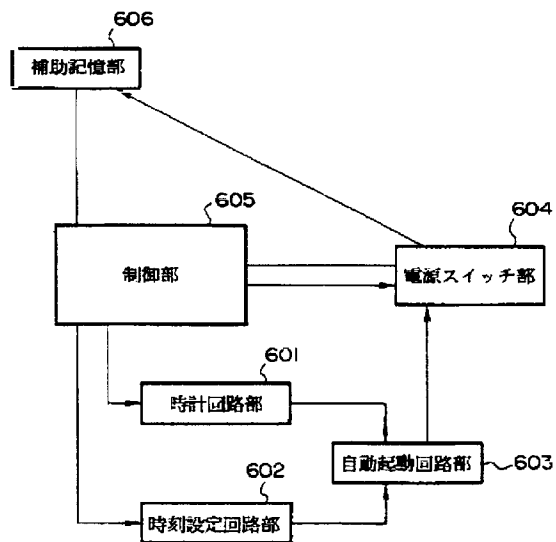 606
補助記憶部
605
制御部
604
電源スイッチ部
601
時計回路部
自動起動回路部
603
602
時刻設定回路部